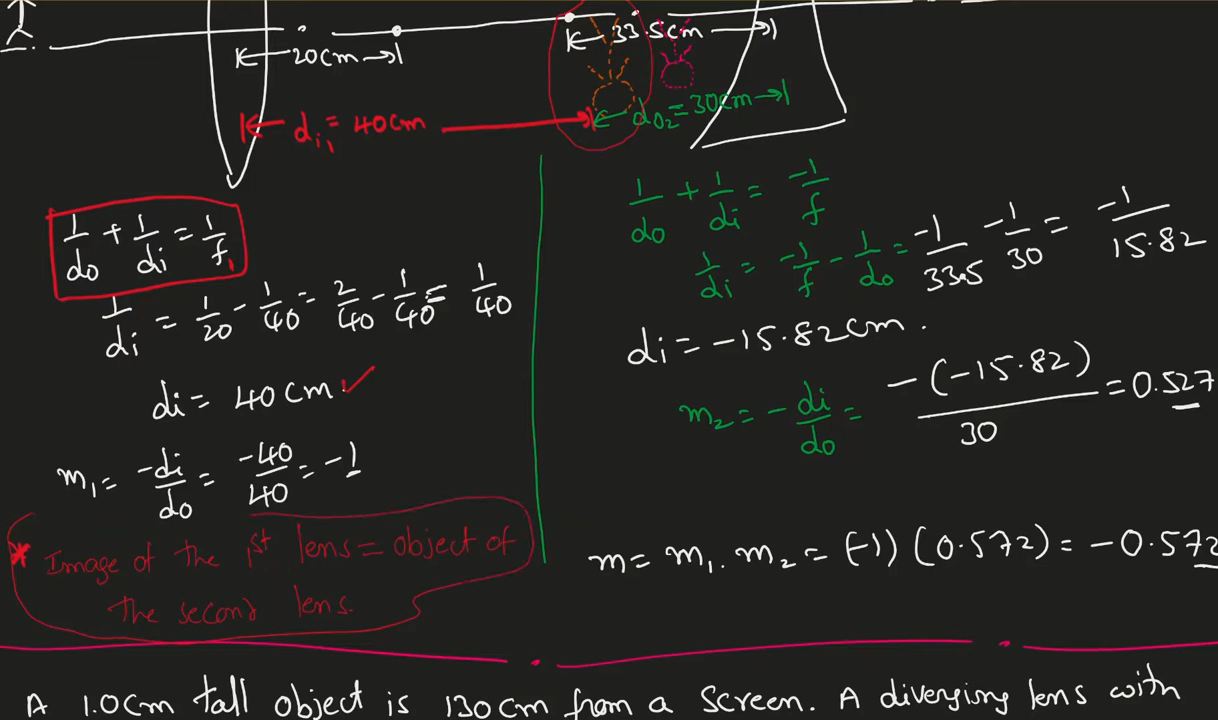 20cm
33.5cm
di₁ = 40cm
do₂ = 30cm
1/do + 1/di = 1/f₁
1/di = 1/20 - 1/40 = 2/40 - 1/40 = 1/40
di = 40cm ✓
m₁ = -di/do = -40/40 = -1
* Image of the 1st lens = object of
the second lens.
1/do + 1/di = -1/f
1/di = -1/f - 1/do = -1/33.5 - 1/30 = -1/15.82
di = -15.82cm.
m₂ = -di/do = -(-15.82)/30 = 0.527
m = m₁. m₂ = (-1)(0.572) = -0.572
A 1.0cm tall object is 130cm from a screen. A diverging lens with